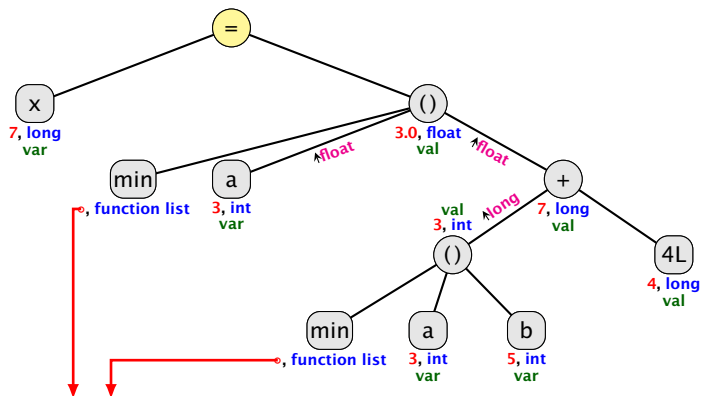 =
x
7, long
var
()
3.0, float
val
float
float
min
, function list
a
3, int
var
+
7, long
val
val
3, int
long
()
4L
4, long
val
min
, function list
a
3, int
var
b
5, int
var